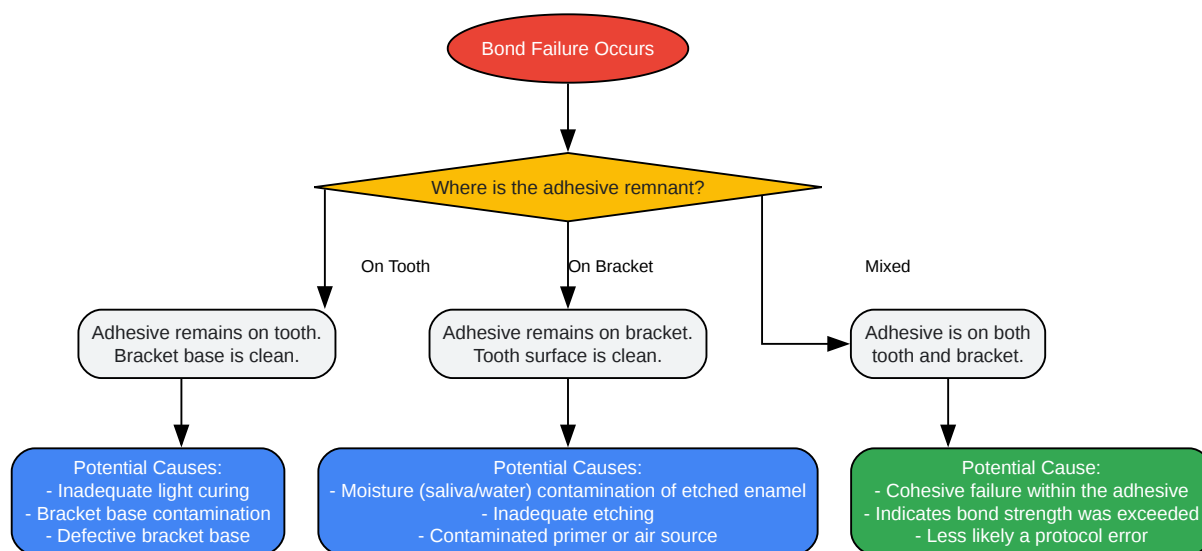 Bond Failure Occurs
Where is the adhesive remnant?
On Tooth
On Bracket
Mixed
Adhesive remains on tooth.
Bracket base is clean.
Adhesive remains on bracket.
Tooth surface is clean.
Adhesive is on both
tooth and bracket.
Potential Causes:
- Inadequate light curing
- Bracket base contamination
- Defective bracket base
Potential Causes:
- Moisture (saliva/water) contamination of etched enamel
- Inadequate etching
- Contaminated primer or air source
Potential Cause:
- Cohesive failure within the adhesive
- Indicates bond strength was exceeded
- Less likely a protocol error